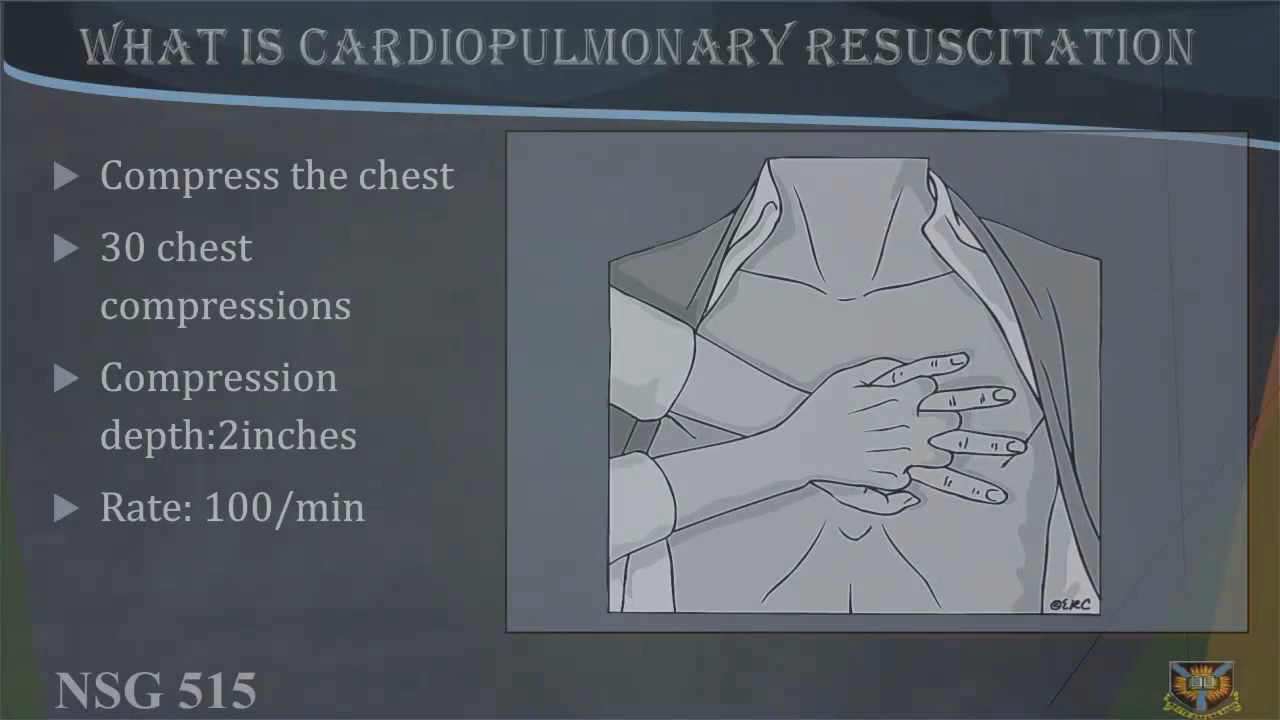 WHAT IS CARDIOPULMONARY RESUSCITATION
Compress the chest
30 chest
compressions
Compression
depth:2inches
Rate: 100/min
©ERC
NSG 515